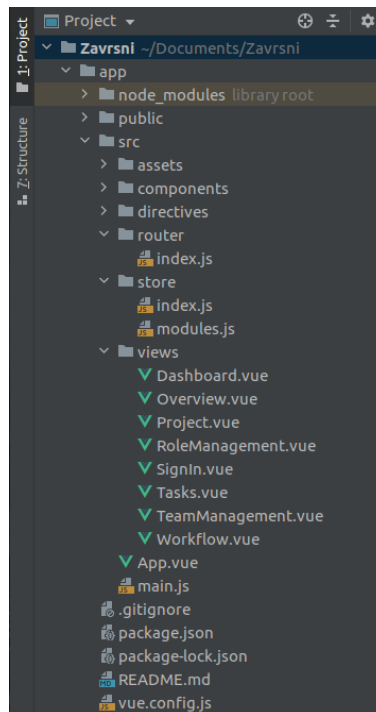 Project
1: Project
7: Structure
Zavrsni ~/Documents/Zavrsni
app
node_modules library root
public
src
assets
components
directives
router
index.js
store
index.js
modules.js
views
Dashboard.vue
Overview.vue
Project.vue
RoleManagement.vue
SignIn.vue
Tasks.vue
TeamManagement.vue
Workflow.vue
App.vue
main.js
.gitignore
package.json
package-lock.json
README.md
vue.config.js